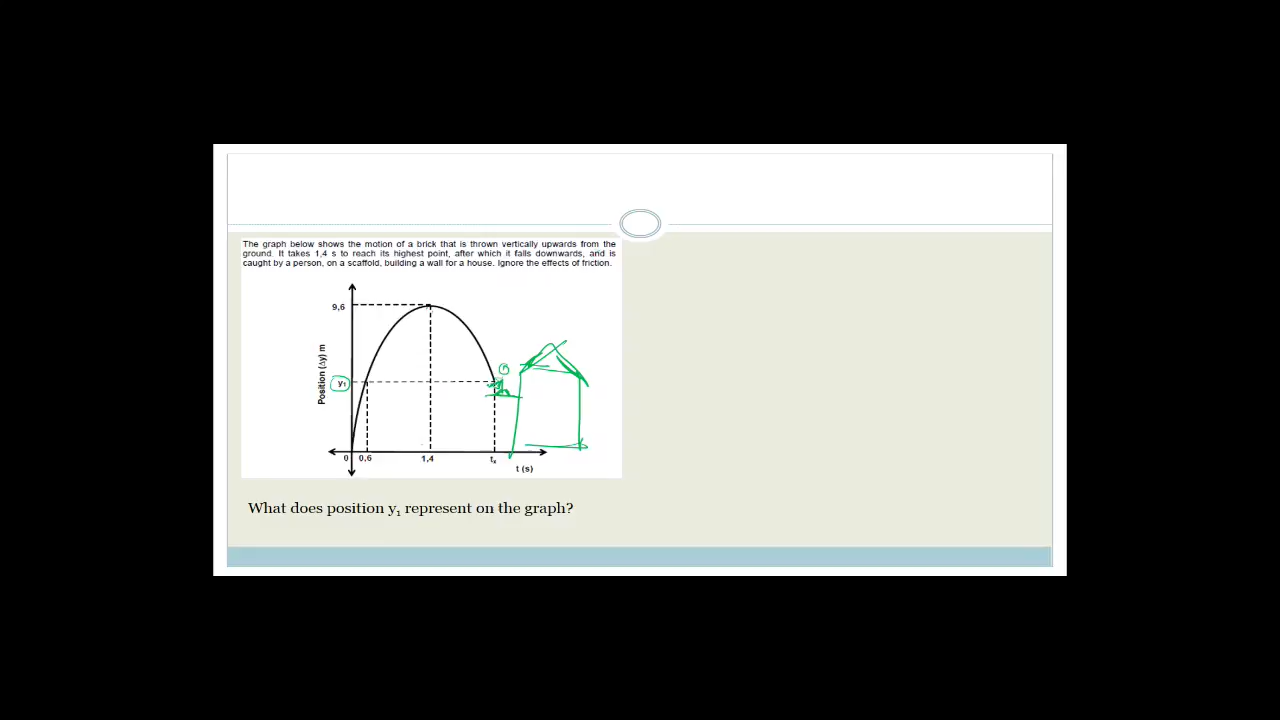 The graph below shows the motion of a brick that is thrown vertically upwards from the
ground. It takes 1,4 s to reach its highest point, after which it falls downwards, and is
caught by a person, on a scaffold, building a wall for a house. Ignore the effects of friction.
9,6
Position (Δy) m
y₁
0 0,6 1,4 tₓ
t (s)
What does position y₁ represent on the graph?